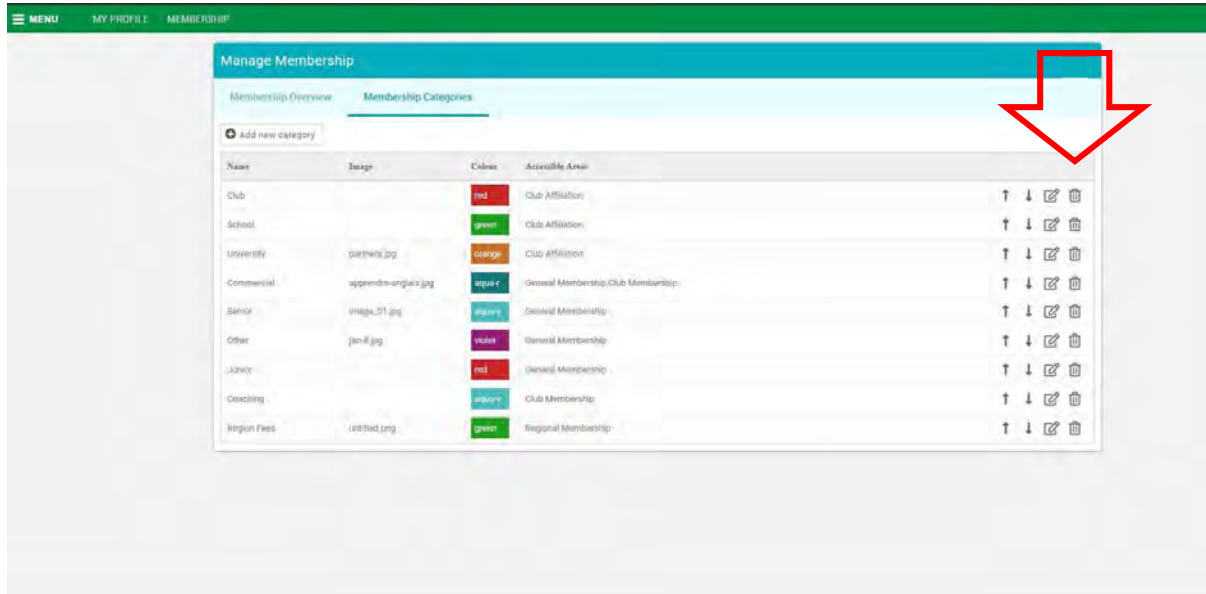 MENU MY PROFILE MEMBERSHIP
Manage Membership
Membership Overview Membership Categories
Add new category
Name Image Colour Accessible Areas
Club red Club Affiliation
School green Club Affiliation
University partners.jpg orange Club Affiliation
Commercial apprendre-anglais.jpg aqua-r General Membership,Club Membership
Senior image_01.jpg General Membership
Other jan-8.jpg violet General Membership
Junior red General Membership
Coaching Club Membership
Region Fees untitled.png green Regional Membership